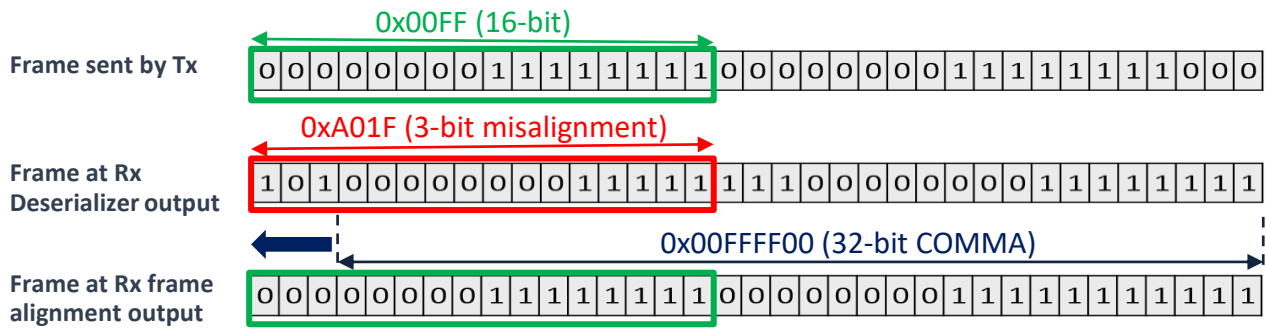 0x00FF (16-bit)
Frame sent by Tx
0 0 0 0 0 0 0 0 1 1 1 1 1 1 1 1 0 0 0 0 0 0 0 0 1 1 1 1 1 1 1 1 0 0 0
0xA01F (3-bit misalignment)
Frame at Rx
Deserializer output
1 0 1 0 0 0 0 0 0 0 0 1 1 1 1 1 1 1 1 0 0 0 0 0 0 0 0 1 1 1 1 1 1 1 1
0x00FFFF00 (32-bit COMMA)
Frame at Rx frame
alignment output
0 0 0 0 0 0 0 0 1 1 1 1 1 1 1 1 0 0 0 0 0 0 0 0 1 1 1 1 1 1 1 1 1 1 1